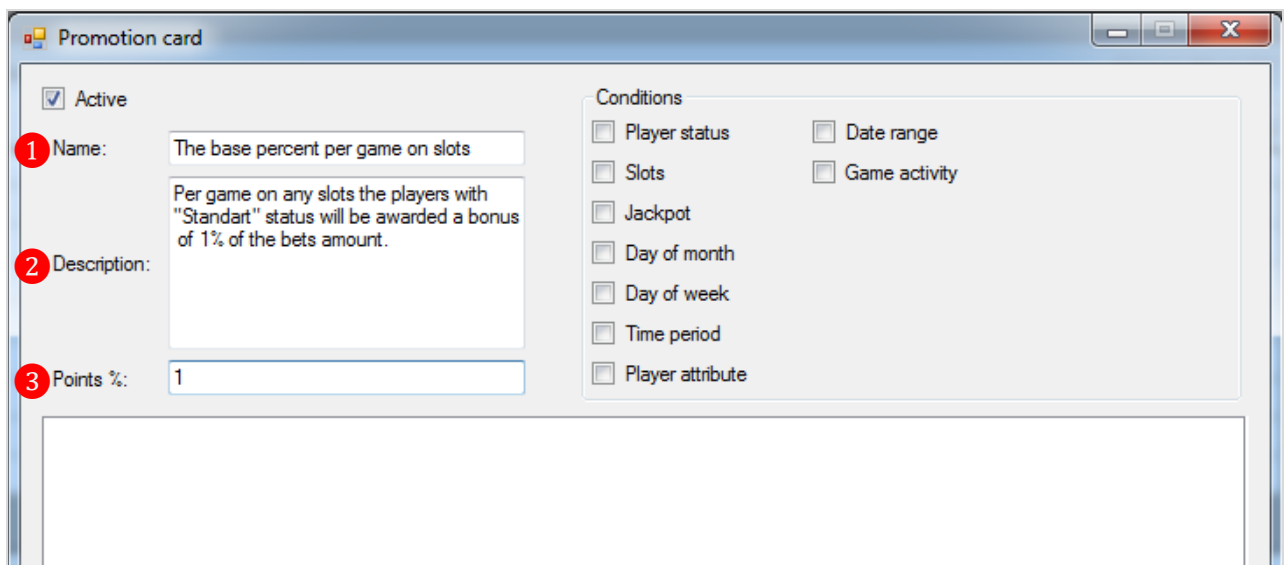 Promotion card
Active
1 Name: The base percent per game on slots
2 Description: Per game on any slots the players with
"Standart" status will be awarded a bonus
of 1% of the bets amount.
3 Points %: 1
Conditions
Player status Date range
Slots Game activity
Jackpot
Day of month
Day of week
Time period
Player attribute